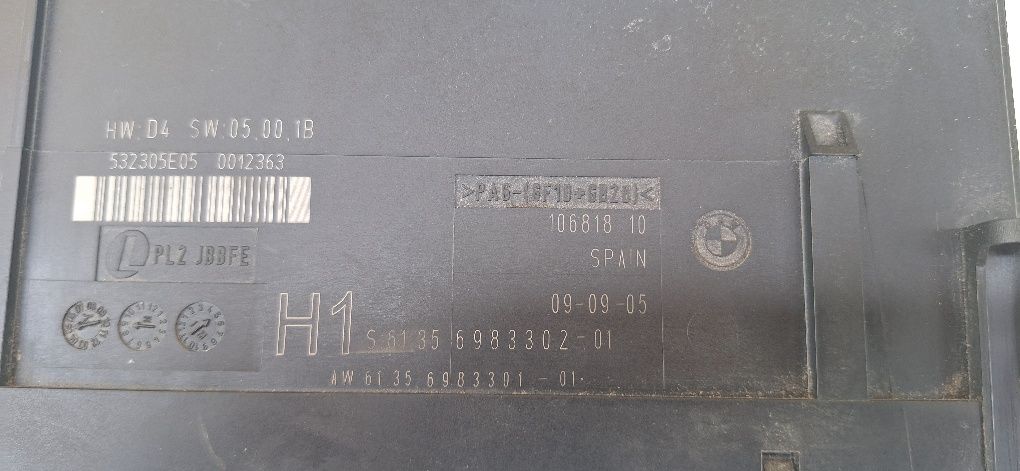 HW:D4 SW:05.00.1B
532305E05 0012363
>PA6-(GF10+GB20)<
106818 10
PL2 JBBFE
SPAIN
09-09-05
H1 S 61.35 6983302-01
AW 61 35 6983301-01